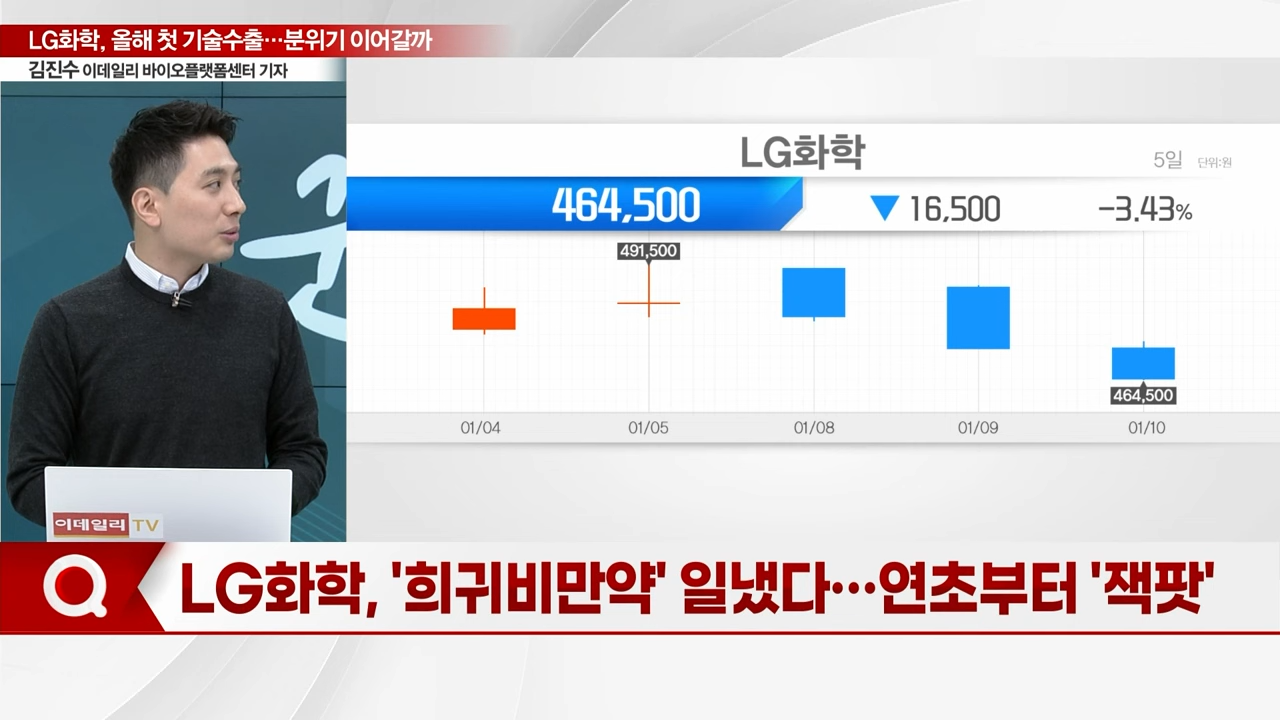 LG화학, 올해 첫 기술수출…분위기 이어갈까
김진수 이데일리 바이오플랫폼센터 기자
LG화학
5일 단위:원
464,500 ▼ 16,500 -3.43%
491,500
464,500
01/04 01/05 01/08 01/09 01/10
이데일리 TV
Q LG화학, '희귀비만약' 일냈다…연초부터 '잭팟'